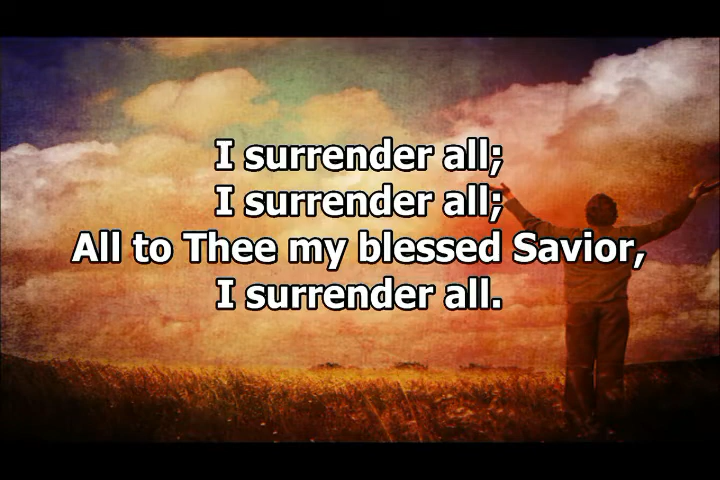 I surrender all;
I surrender all;
All to Thee my blessed Savior,
I surrender all.